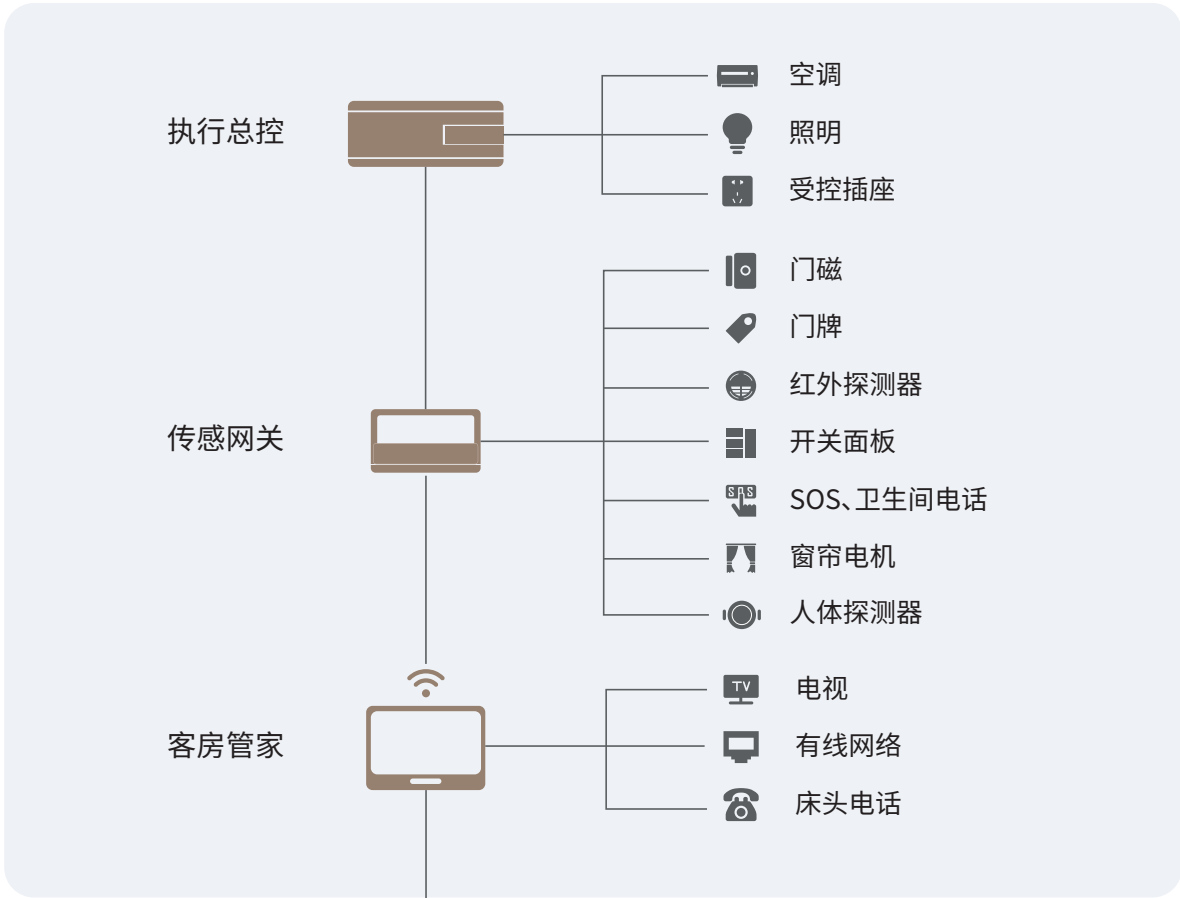 执行总控
空调
照明
受控插座
传感网关
门磁
门牌
红外探测器
开关面板
SOS
SOS、卫生间电话
窗帘电机
人体探测器
客房管家
TV
电视
有线网络
床头电话